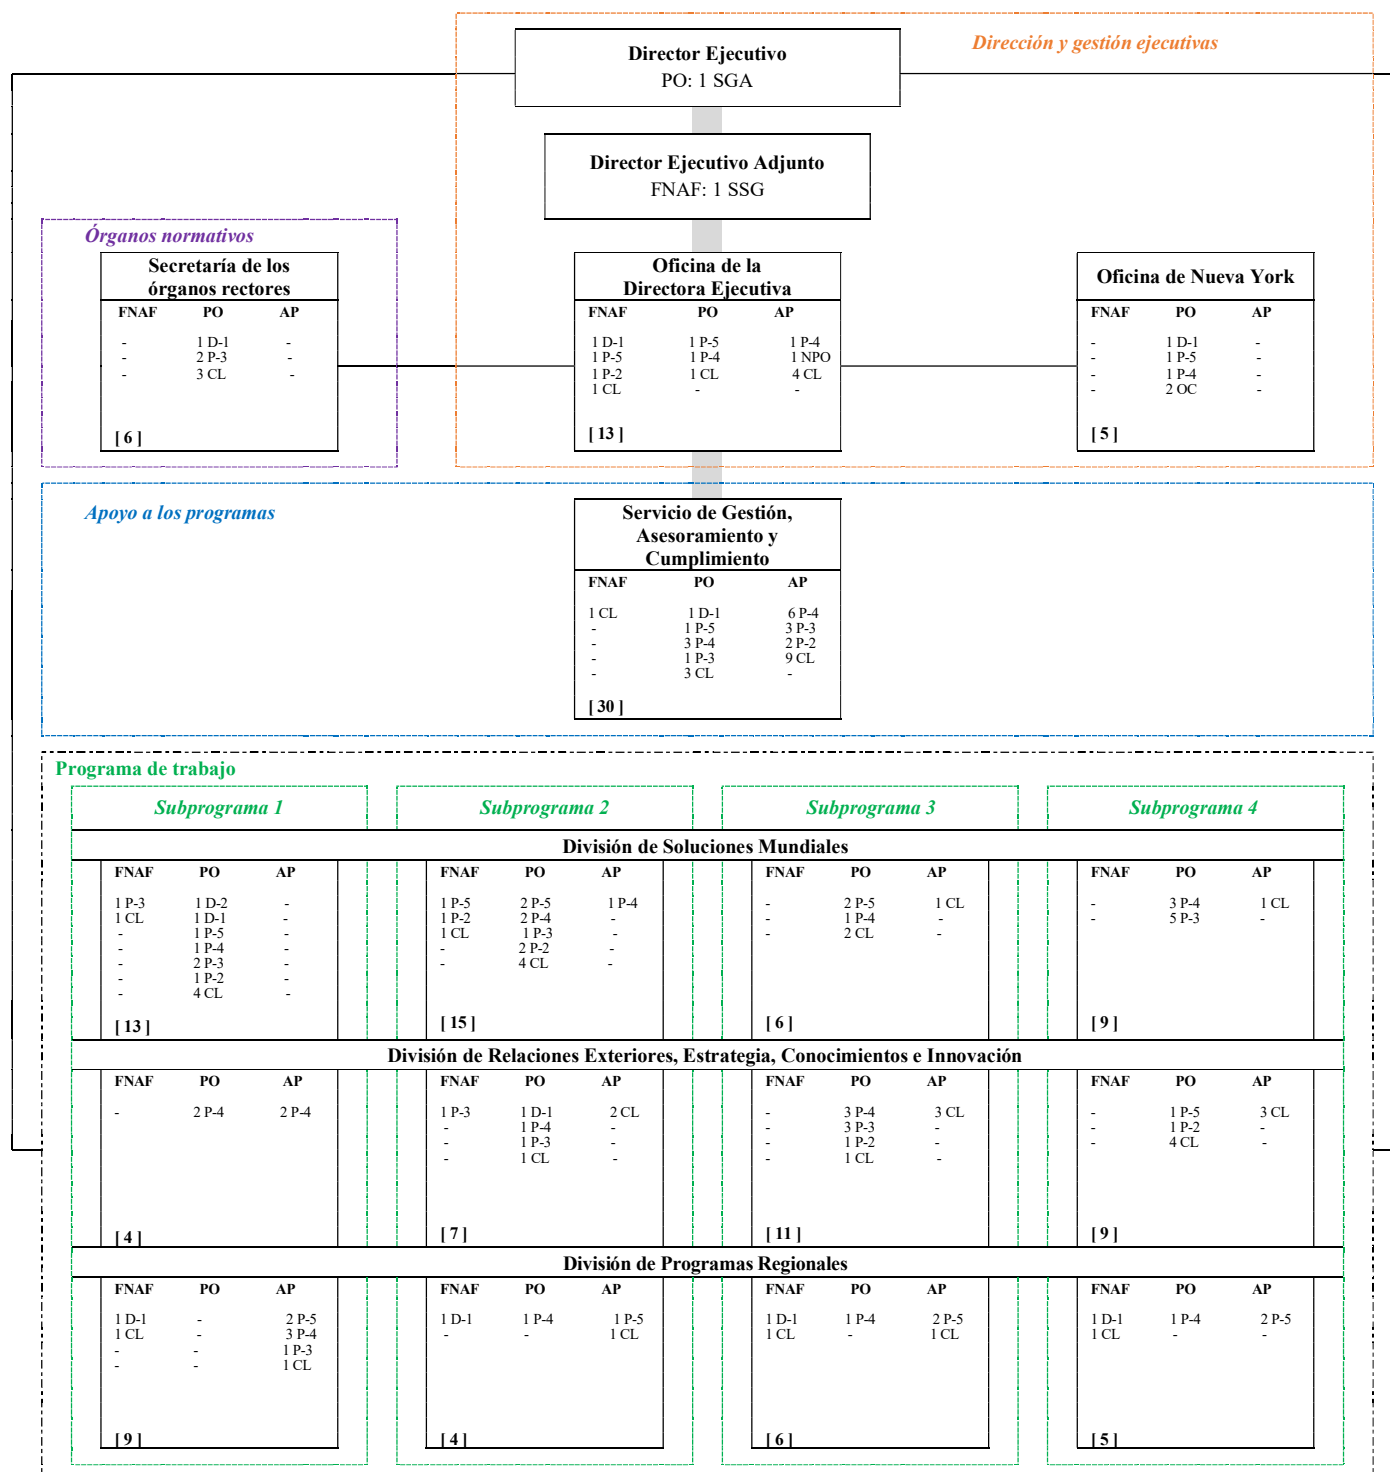 Dirección y gestión ejecutivas
Director Ejecutivo
PO: 1 SGA
Director Ejecutivo Adjunto
FNAF: 1 SSG
Órganos normativos
Secretaría de los
órganos rectores
FNAF PO AP
- 1 D-1 -
- 2 P-3 -
- 3 CL -
[ 6 ]
Oficina de la
Directora Ejecutiva
FNAF PO AP
1 D-1 1 P-5 1 P-4
1 P-5 1 P-4 1 NPO
1 P-2 1 CL 4 CL
1 CL - -
[ 13 ]
Oficina de Nueva York
FNAF PO AP
- 1 D-1 -
- 1 P-5 -
- 1 P-4 -
- 2 OC -
[ 5 ]
Apoyo a los programas
Servicio de Gestión,
Asesoramiento y
Cumplimiento
FNAF PO AP
1 CL 1 D-1 6 P-4
- 1 P-5 3 P-3
- 3 P-4 2 P-2
- 1 P-3 9 CL
- 3 CL -
[ 30 ]
Programa de trabajo
Subprograma 1
Subprograma 2
Subprograma 3
Subprograma 4
División de Soluciones Mundiales
FNAF PO AP
1 P-3 1 D-2 -
1 CL 1 D-1 -
- 1 P-5 -
- 1 P-4 -
- 2 P-3 -
- 1 P-2 -
- 4 CL -
[ 13 ]
FNAF PO AP
1 P-5 2 P-5 1 P-4
1 P-2 2 P-4 -
1 CL 1 P-3 -
- 2 P-2 -
- 4 CL -
[ 15 ]
FNAF PO AP
- 2 P-5 1 CL
- 1 P-4 -
- 2 CL -
[ 6 ]
FNAF PO AP
- 3 P-4 1 CL
- 5 P-3 -
[ 9 ]
División de Relaciones Exteriores, Estrategia, Conocimientos e Innovación
FNAF PO AP
- 2 P-4 2 P-4
[ 4 ]
FNAF PO AP
1 P-3 1 D-1 2 CL
- 1 P-4 -
- 1 P-3 -
- 1 CL -
[ 7 ]
FNAF PO AP
- 3 P-4 3 CL
- 3 P-3 -
- 1 P-2 -
- 1 CL -
[ 11 ]
FNAF PO AP
- 1 P-5 3 CL
- 1 P-2 -
- 4 CL -
[ 9 ]
División de Programas Regionales
FNAF PO AP
1 D-1 - 2 P-5
1 CL - 3 P-4
- - 1 P-3
- - 1 CL
[ 9 ]
FNAF PO AP
1 D-1 1 P-4 1 P-5
- - 1 CL
[ 4 ]
FNAF PO AP
1 D-1 1 P-4 2 P-5
1 CL - 1 CL
[ 6 ]
FNAF PO AP
1 D-1 1 P-4 2 P-5
1 CL - -
[ 5 ]